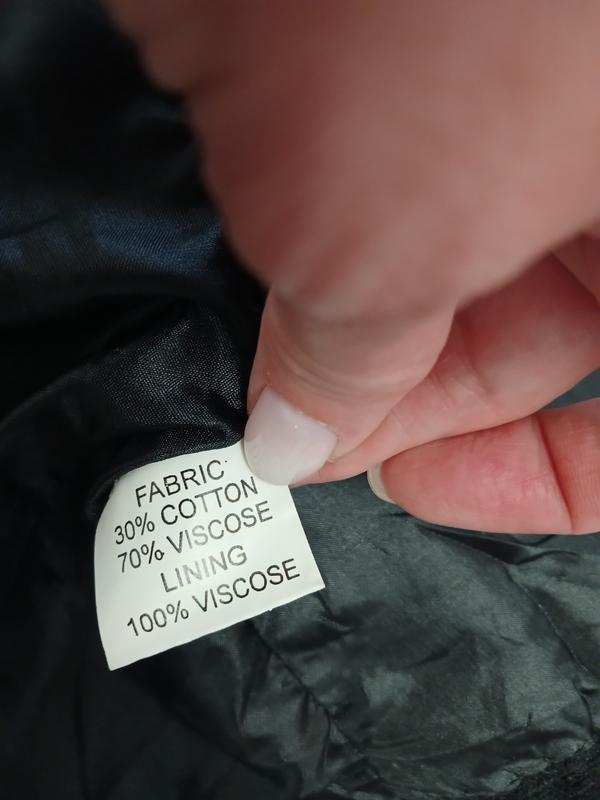 FABRIC
30% COTTON
70% VISCOSE
LINING
100% VISCOSE